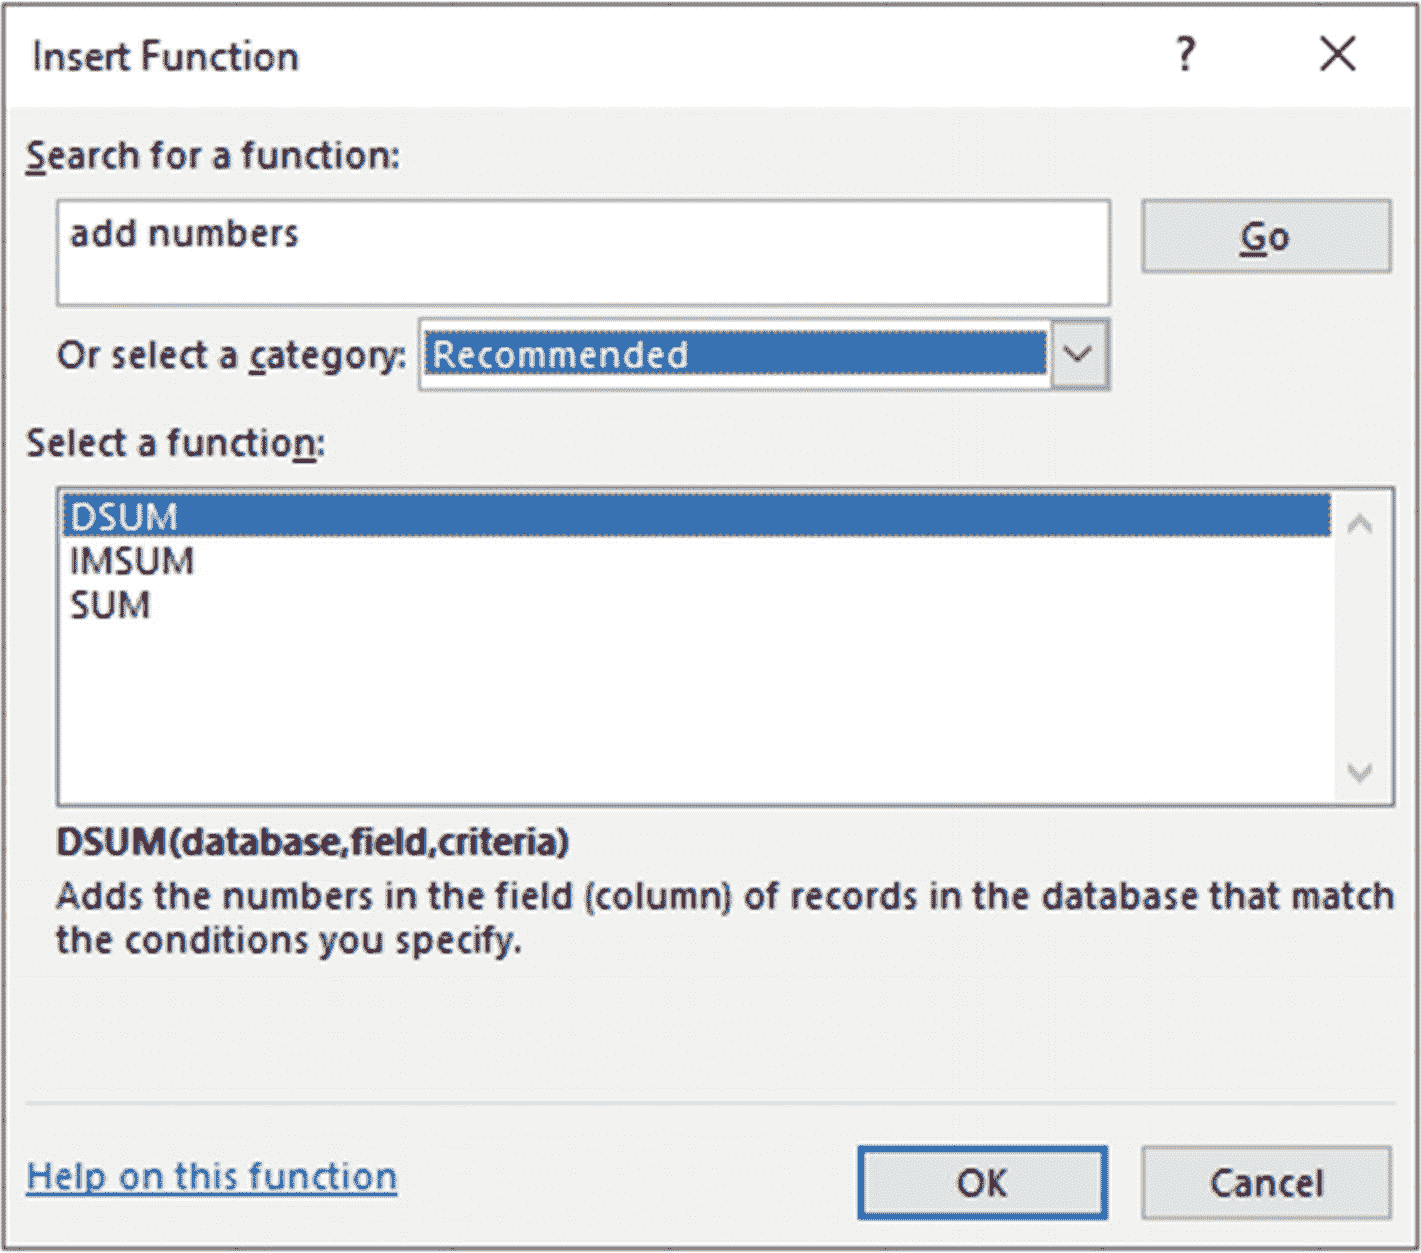 Insert Function ?
Search for a function:
add numbers
Go
Or select a category: Recommended
Select a function:
DSUM
IMSUM
SUM
DSUM(database,field,criteria)
Adds the numbers in the field (column) of records in the database that match
the conditions you specify.
Help on this function
OK
Cancel